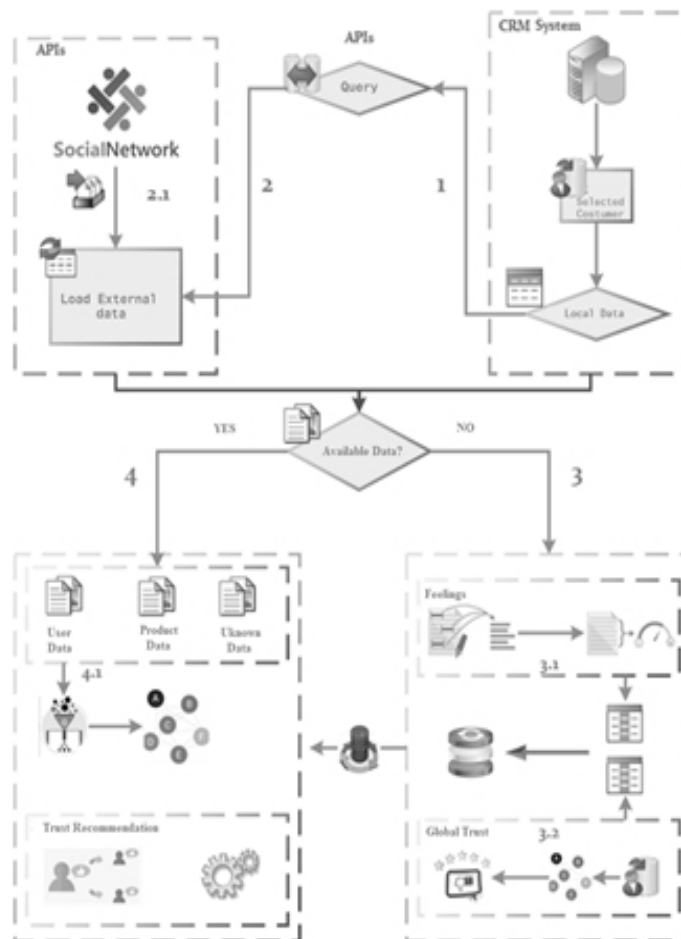 APIs
SocialNetwork
2.1
Load External
data
APIs
Query
2
1
CRM System
Selected
Costumer
Local Data
Available Data?
YES
NO
4
3
User
Data
Product
Data
Uknown
Data
4.1
A
C
D
E
F
Trust Recommendation
Feelings
3.1
3.2
Global Trust